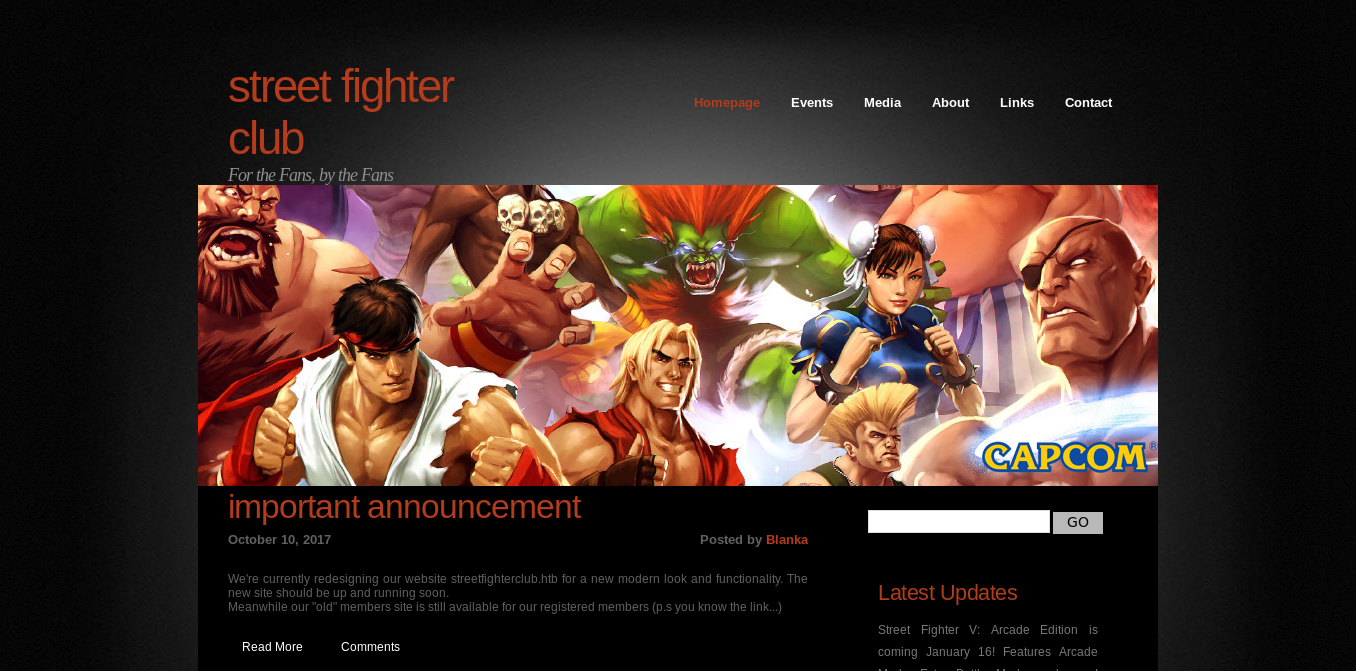 street fighter
club
For the Fans, by the Fans
Homepage Events Media About Links Contact
CAPCOM
important announcement
October 10, 2017 Posted by Blanka
We're currently redesigning our website streetfighterclub.htb for a new modern look and functionality. The
new site should be up and running soon.
Meanwhile our "old" members site is still available for our registered members (p.s you know the link...)
Read More Comments
GO
Latest Updates
Street Fighter V: Arcade Edition is
coming January 16! Features Arcade